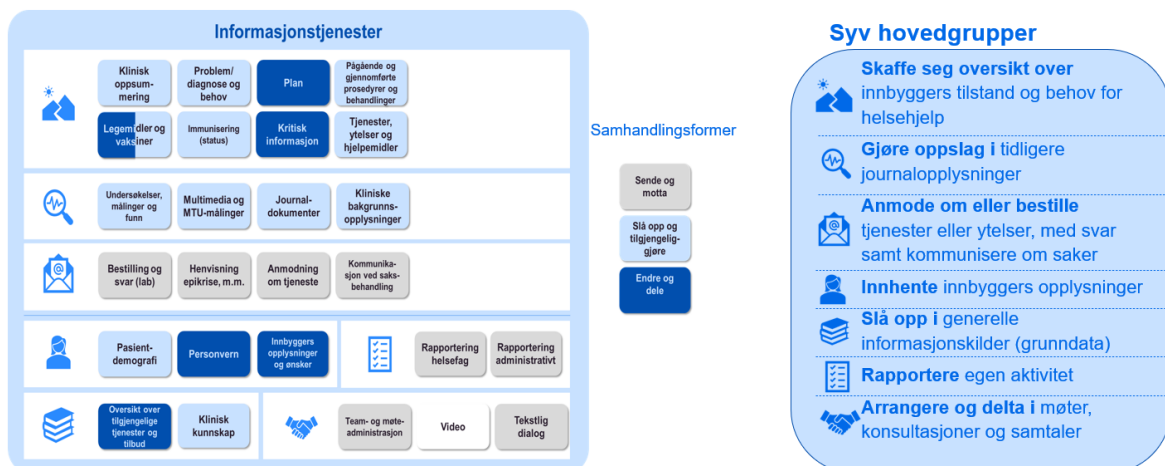 Informasjonstjenester
Klinisk
oppsum-
mering
Problem/
diagnose og
behov
Plan
Pågående og
gjennomførte
prosedyrer og
behandlinger
Legemidler og
vaksiner
Immunisering
(status)
Kritisk
informasjon
Tjenester,
ytelser og
hjelpemidler
Undersøkelser,
målinger og
funn
Multimedia og
MTU-målinger
Journal-
dokumenter
Kliniske
bakgrunns-
opplysninger
Bestilling og
svar (lab)
Henvisning
epikrise, m.m.
Anmodning
om tjeneste
Kommunika-
sjon ved saks-
behandling
Pasient-
demografi
Personvern
Innbyggers
opplysninger
og ønsker
Rapportering
helsefag
Rapportering
administrativt
Oversikt over
tilgjengelige
tjenester og
tilbud
Klinisk
kunnskap
Team- og møte-
administrasjon
Video
Tekstlig
dialog
Samhandlingsformer
Sende og
motta
Slå opp og
tilgjengelig-
gjøre
Endre og
dele
Syv hovedgrupper
Skaffe seg oversikt over
innbyggers tilstand og behov for
helsehjelp
Gjøre oppslag i tidligere
journalopplysninger
Anmode om eller bestille
tjenester eller ytelser, med svar
samt kommunisere om saker
Innhente innbyggers opplysninger
Slå opp i generelle
informasjonskilder (grunndata)
Rapportere egen aktivitet
Arrangere og delta i møter,
konsultasjoner og samtaler